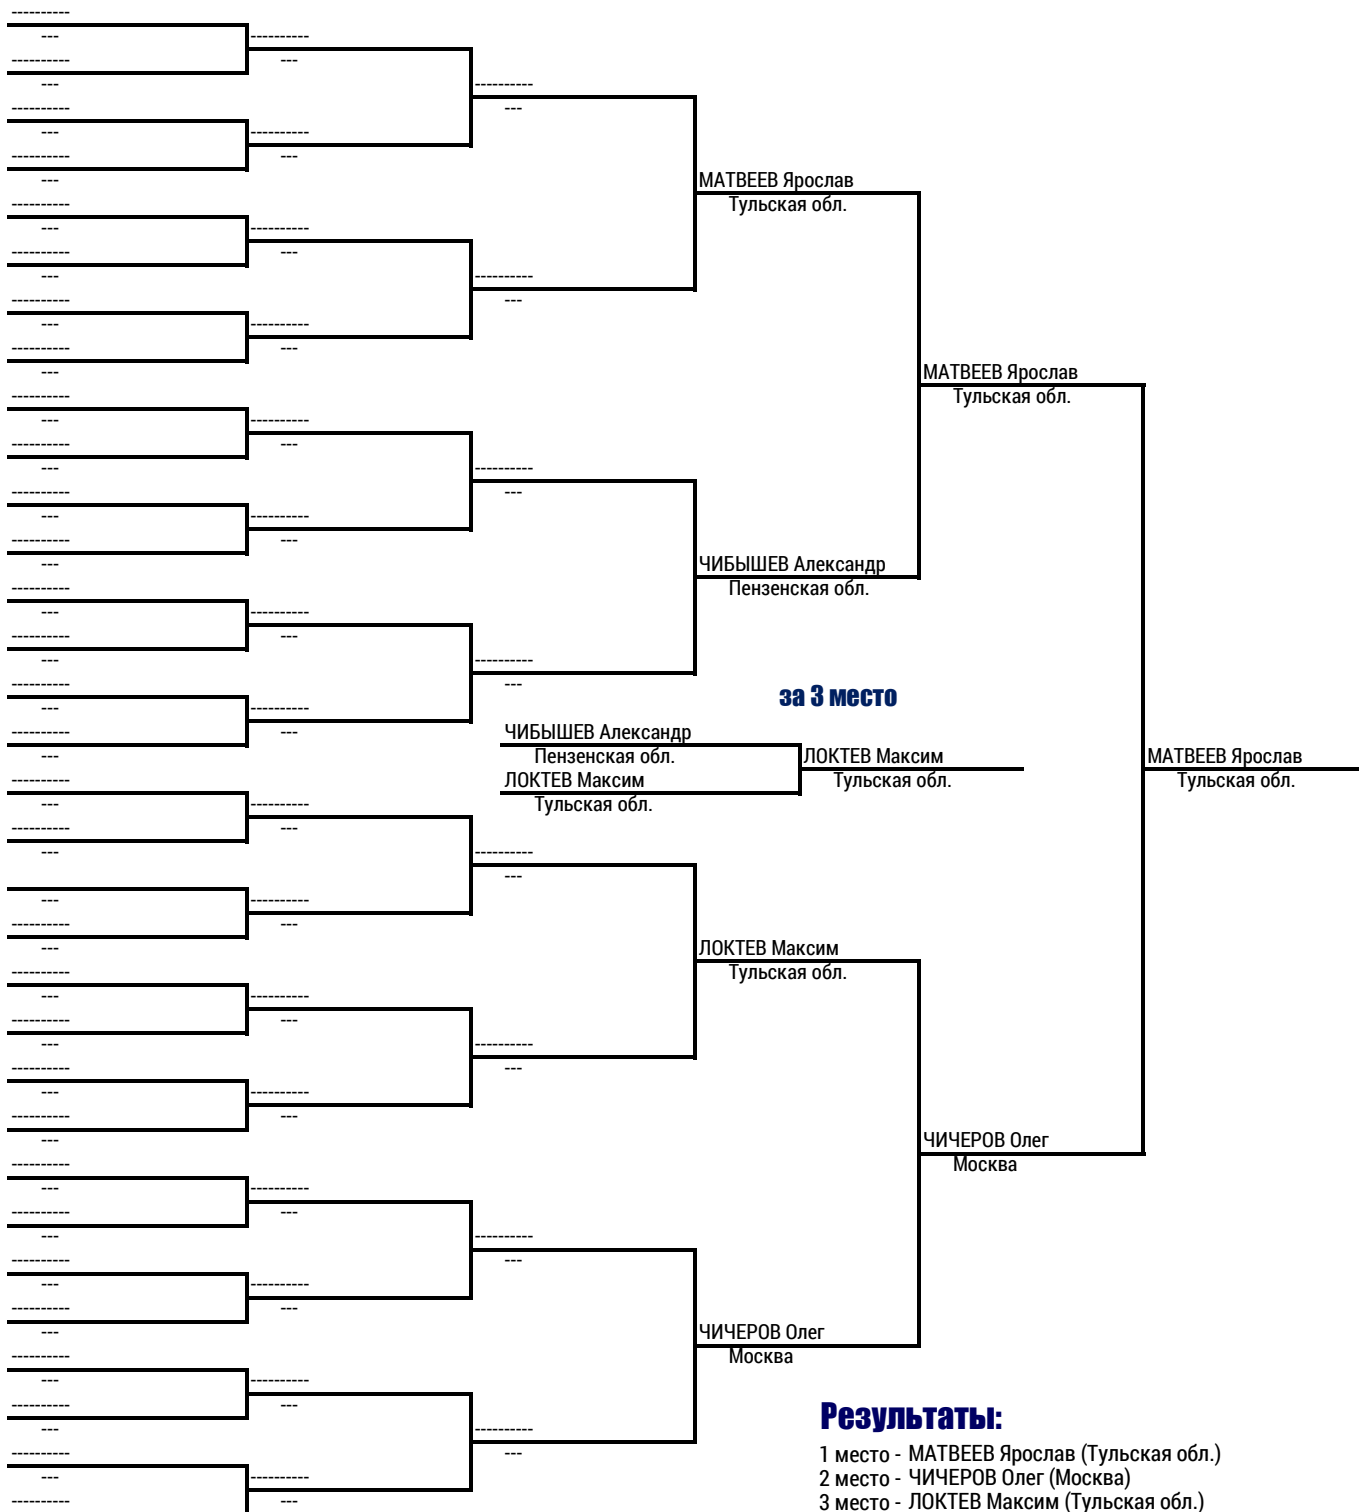 МАТВЕЕВ Ярослав
Тульская обл.
МАТВЕЕВ Ярослав
Тульская обл.
ЧИБЫШЕВ Александр
Пензенская обл.
за 3 место
ЧИБЫШЕВ Александр
Пензенская обл.
ЛОКТЕВ Максим
Тульская обл.
ЛОКТЕВ Максим
Тульская обл.
МАТВЕЕВ Ярослав
Тульская обл.
ЛОКТЕВ Максим
Тульская обл.
ЧИЧЕРОВ Олег
Москва
ЧИЧЕРОВ Олег
Москва
Результаты:
1 место - МАТВЕЕВ Ярослав (Тульская обл.)
2 место - ЧИЧЕРОВ Олег (Москва)
3 место - ЛОКТЕВ Максим (Тульская обл.)